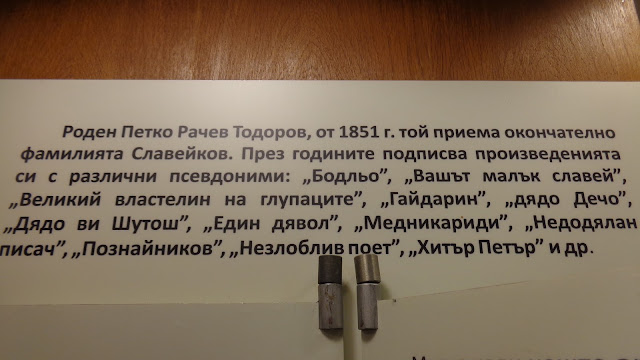 Роден Петко Рачев Тодоров, от 1851 г. той приема окончателно
фамилията Славейков. През годините подписва произведенията
си с различни псевдоними: „Бодльо”, „Вашът малък славей”,
„Великий властелин на глупаците”, „Гайдарин”, „дядо Дечо”,
„Дядо ви Шутош”, „Един дявол”, „Медникариди”, „Недодялан
писач”, „Познайников”, „Незлоблив поет”, „Хитър Петър” и др.